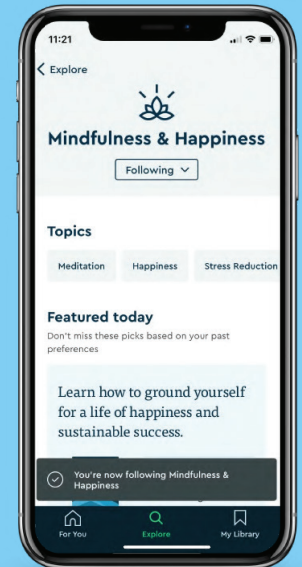 11:21
Explore
Mindfulness & Happiness
Following
Topics
Meditation Happiness Stress Reduction
Featured today
Don't miss these picks based on your past
preferences
Learn how to ground yourself
for a life of happiness and
sustainable success.
You're now following Mindfulness &
Happiness
For You Explore My Library